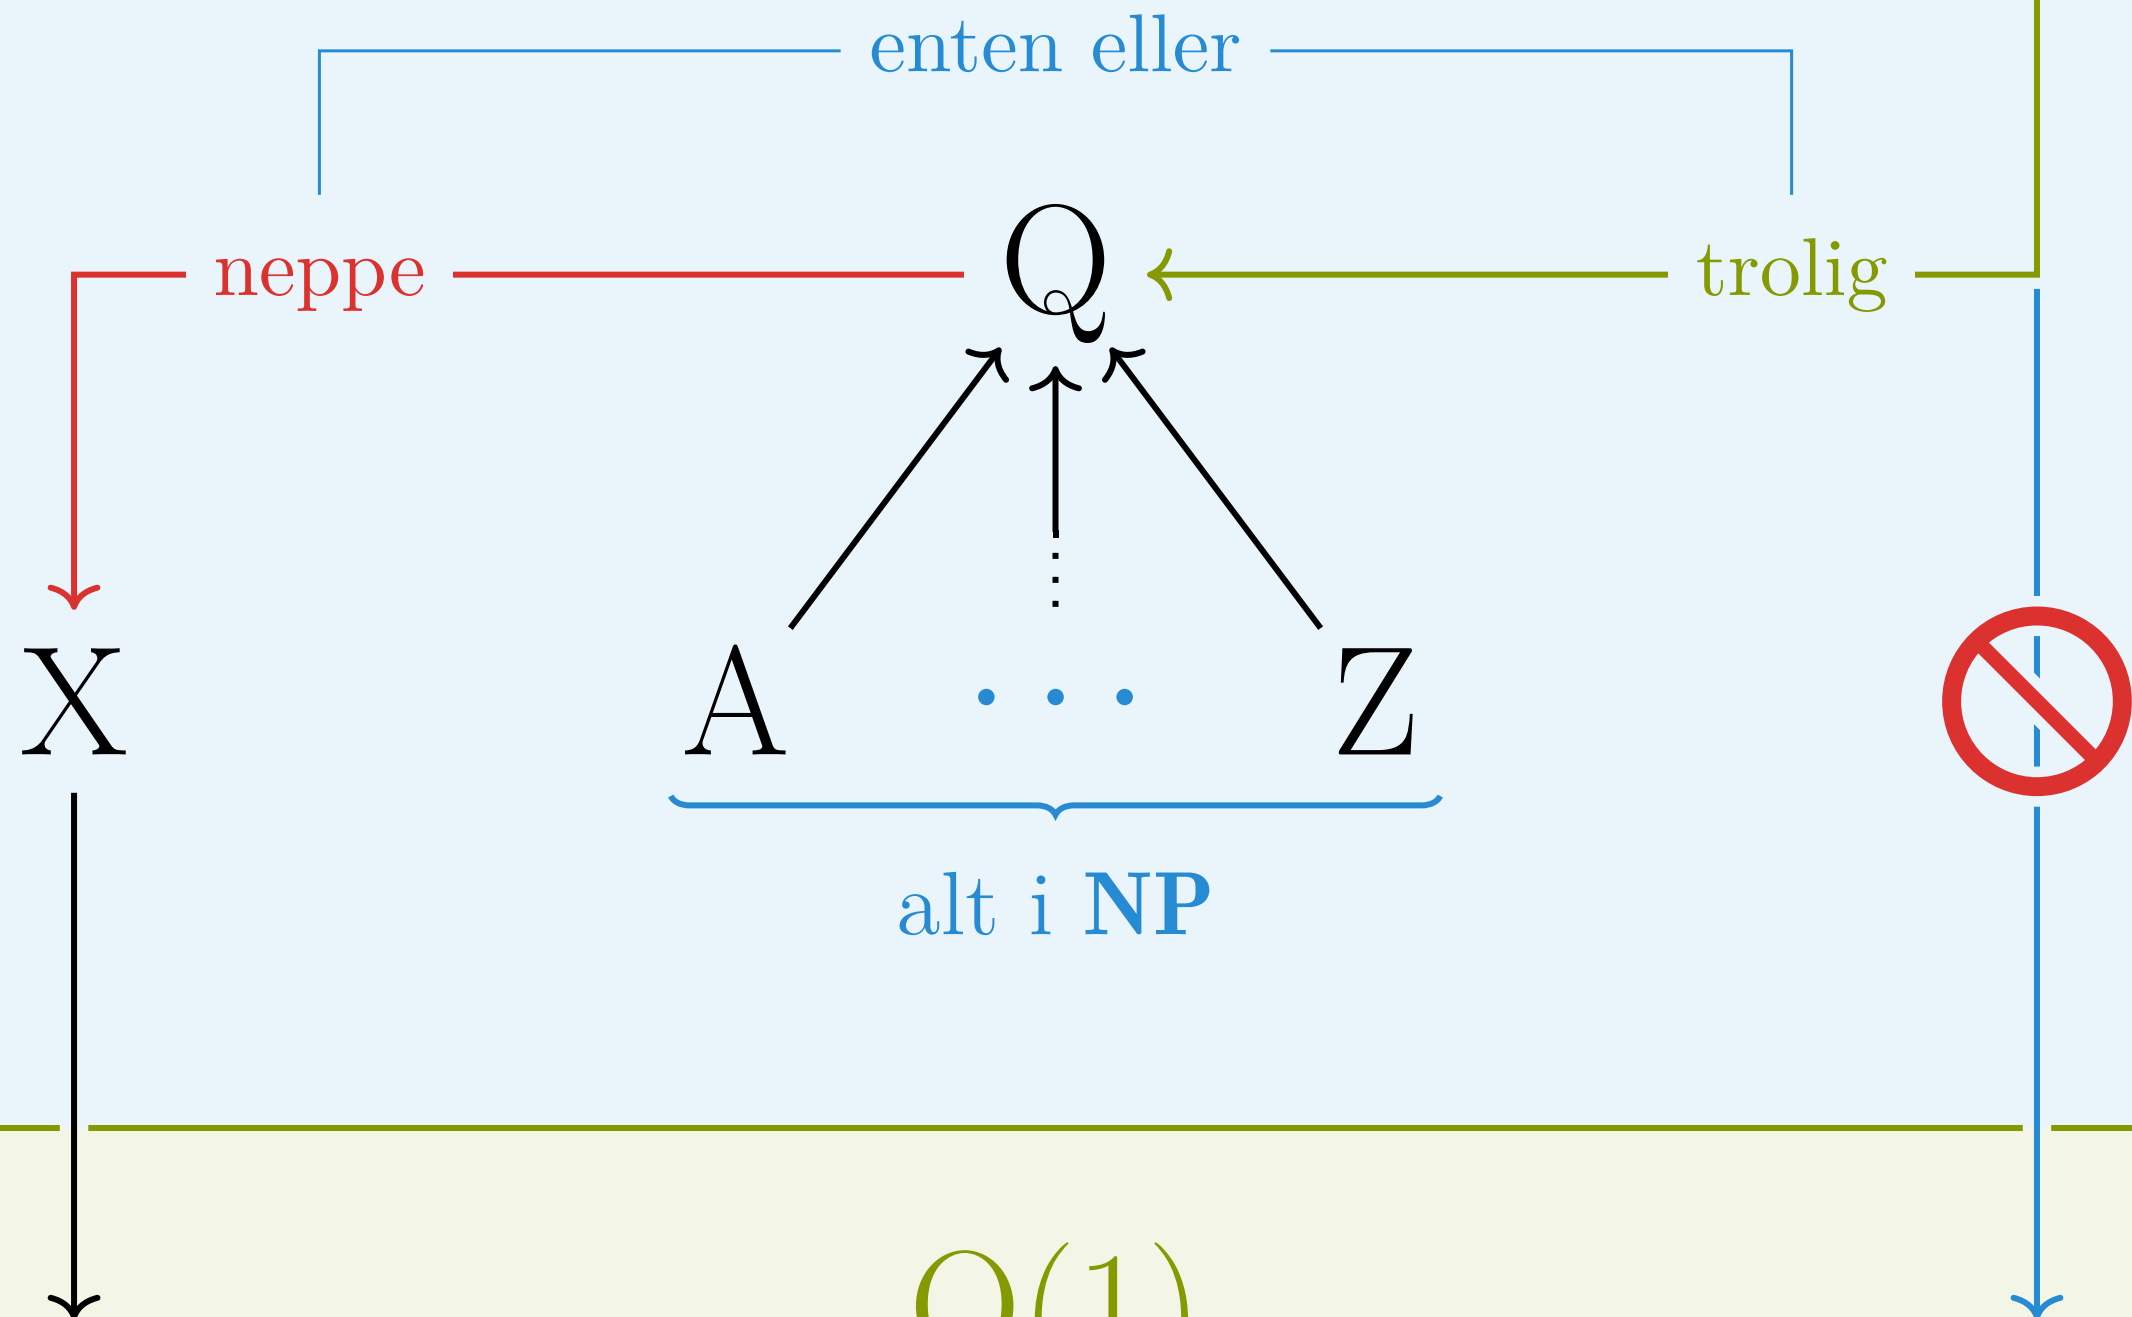 enten eller
neppe Q trolig
X A ... Z
alt i NP
O(1)